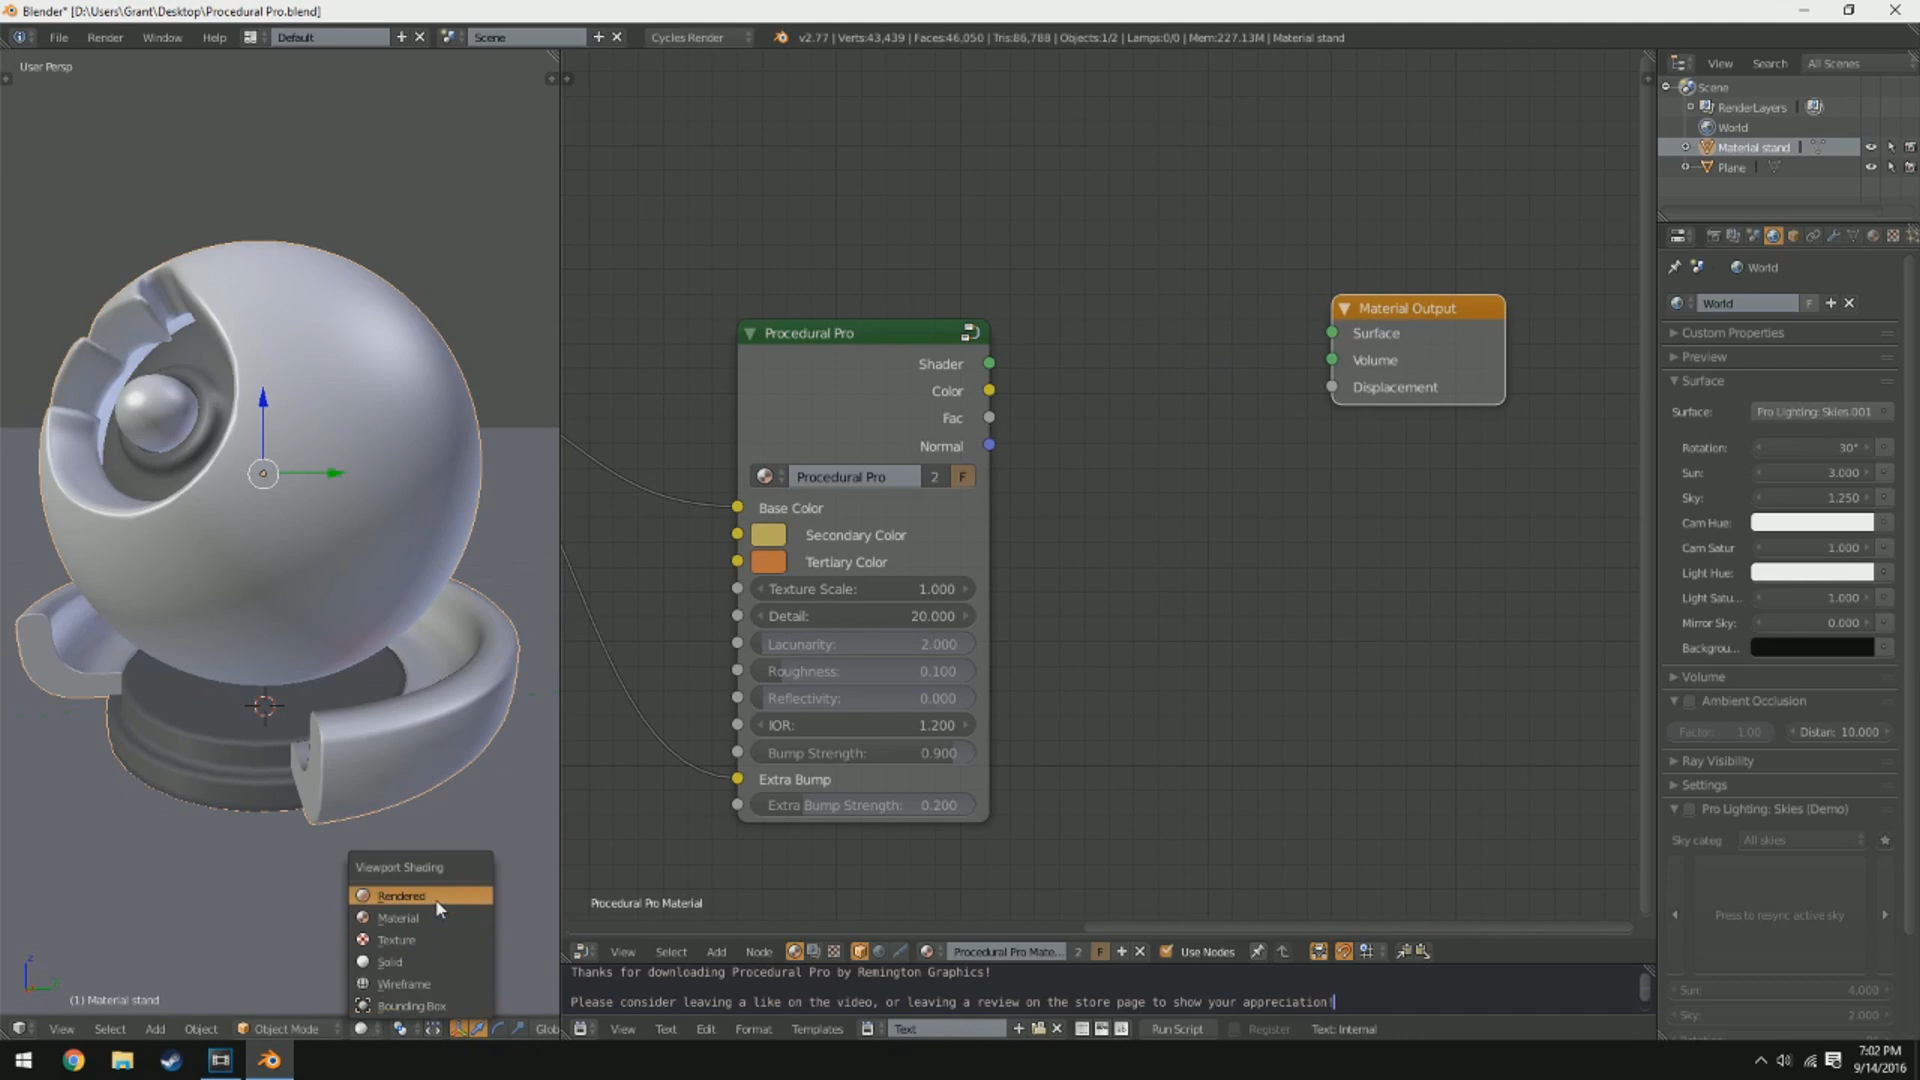 Blender* [D:\Users\Grant\Desktop\Procedural Pro.blend]
File Render Window Help Default Scene Cycles Render v2.77 | Verts:43,439 | Faces:46,050 | Tris:86,788 | Objects:1/2 | Lamps:0/0 | Mem:227.13M | Material stand
User Persp
View Search All Scenes
Scene
RenderLayers
World
Material stand
Plane
World
World F
Custom Properties
Preview
Surface
Surface: Pro Lighting: Skies.001
Rotation: 30°
Sun: 3.000
Sky: 1.250
Cam Hue:
Cam Satur 1.000
Light Hue:
Light Satu... 1.000
Mirror Sky: 0.000
Backgrou...
Volume
Ambient Occlusion
Factor: 1.00 Distan: 10.000
Ray Visibility
Settings
Pro Lighting: Skies (Demo)
Sky categ All skies
Press to resync active sky
Sun: 4.000
Sky: 2.000
Procedural Pro
Shader
Color
Fac
Normal
Procedural Pro 2 F
Base Color
Secondary Color
Tertiary Color
Texture Scale: 1.000
Detail: 20.000
Lacunarity: 2.000
Roughness: 0.100
Reflectivity: 0.000
IOR: 1.200
Bump Strength: 0.900
Extra Bump
Extra Bump Strength: 0.200
Material Output
Surface
Volume
Displacement
Viewport Shading
Rendered
Material
Texture
Solid
Wireframe
Bounding Box
z
(1) Material stand
View Select Add Object Object Mode Glob
Procedural Pro Material
View Select Add Node Procedural Pro Mate... 2 F Use Nodes
Thanks for downloading Procedural Pro by Remington Graphics!
Please consider leaving a like on the video, or leaving a review on the store page to show your appreciation!
View Text Edit Format Templates Text Run Script Register Text: Internal
7:02 PM
9/14/2016